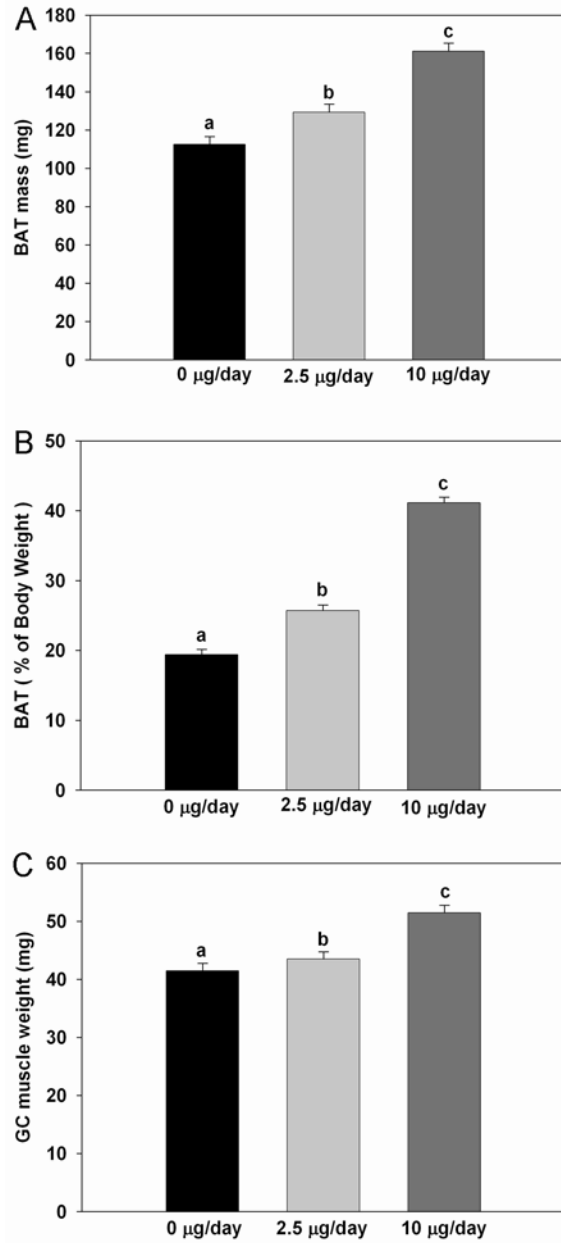 A
BAT mass (mg)
180
160
140
120
100
80
60
40
20
0
a
b
c
0 μg/day
2.5 μg/day
10 μg/day
B
BAT ( % of Body Weight )
50
40
30
20
10
0
a
b
c
0 μg/day
2.5 μg/day
10 μg/day
C
GC muscle weight (mg)
60
50
40
30
20
10
0
a
b
c
0 μg/day
2.5 μg/day
10 μg/day